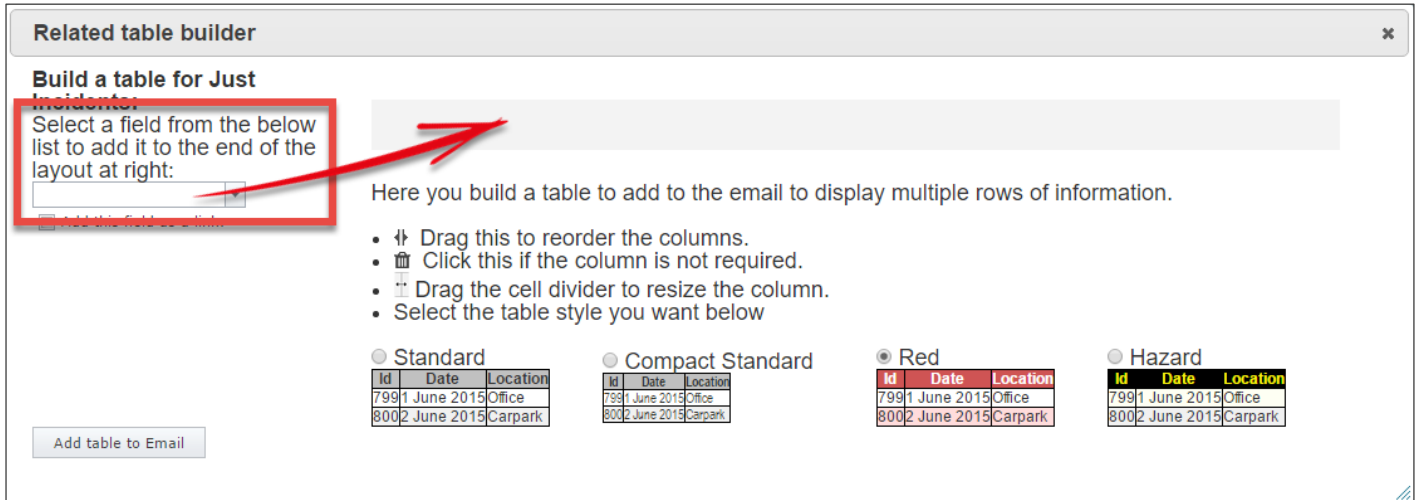 Related table builder
Build a table for Just
Incidents:
Select a field from the below
list to add it to the end of the
layout at right:
Add this field as a link.
Add table to Email
Here you build a table to add to the email to display multiple rows of information.
Drag this to reorder the columns.
Click this if the column is not required.
Drag the cell divider to resize the column.
Select the table style you want below
Standard
Id Date Location
799 1 June 2015 Office
800 2 June 2015 Carpark
Compact Standard
Id Date Location
799 1 June 2015 Office
800 2 June 2015 Carpark
Red
Id Date Location
799 1 June 2015 Office
800 2 June 2015 Carpark
Hazard
Id Date Location
799 1 June 2015 Office
800 2 June 2015 Carpark